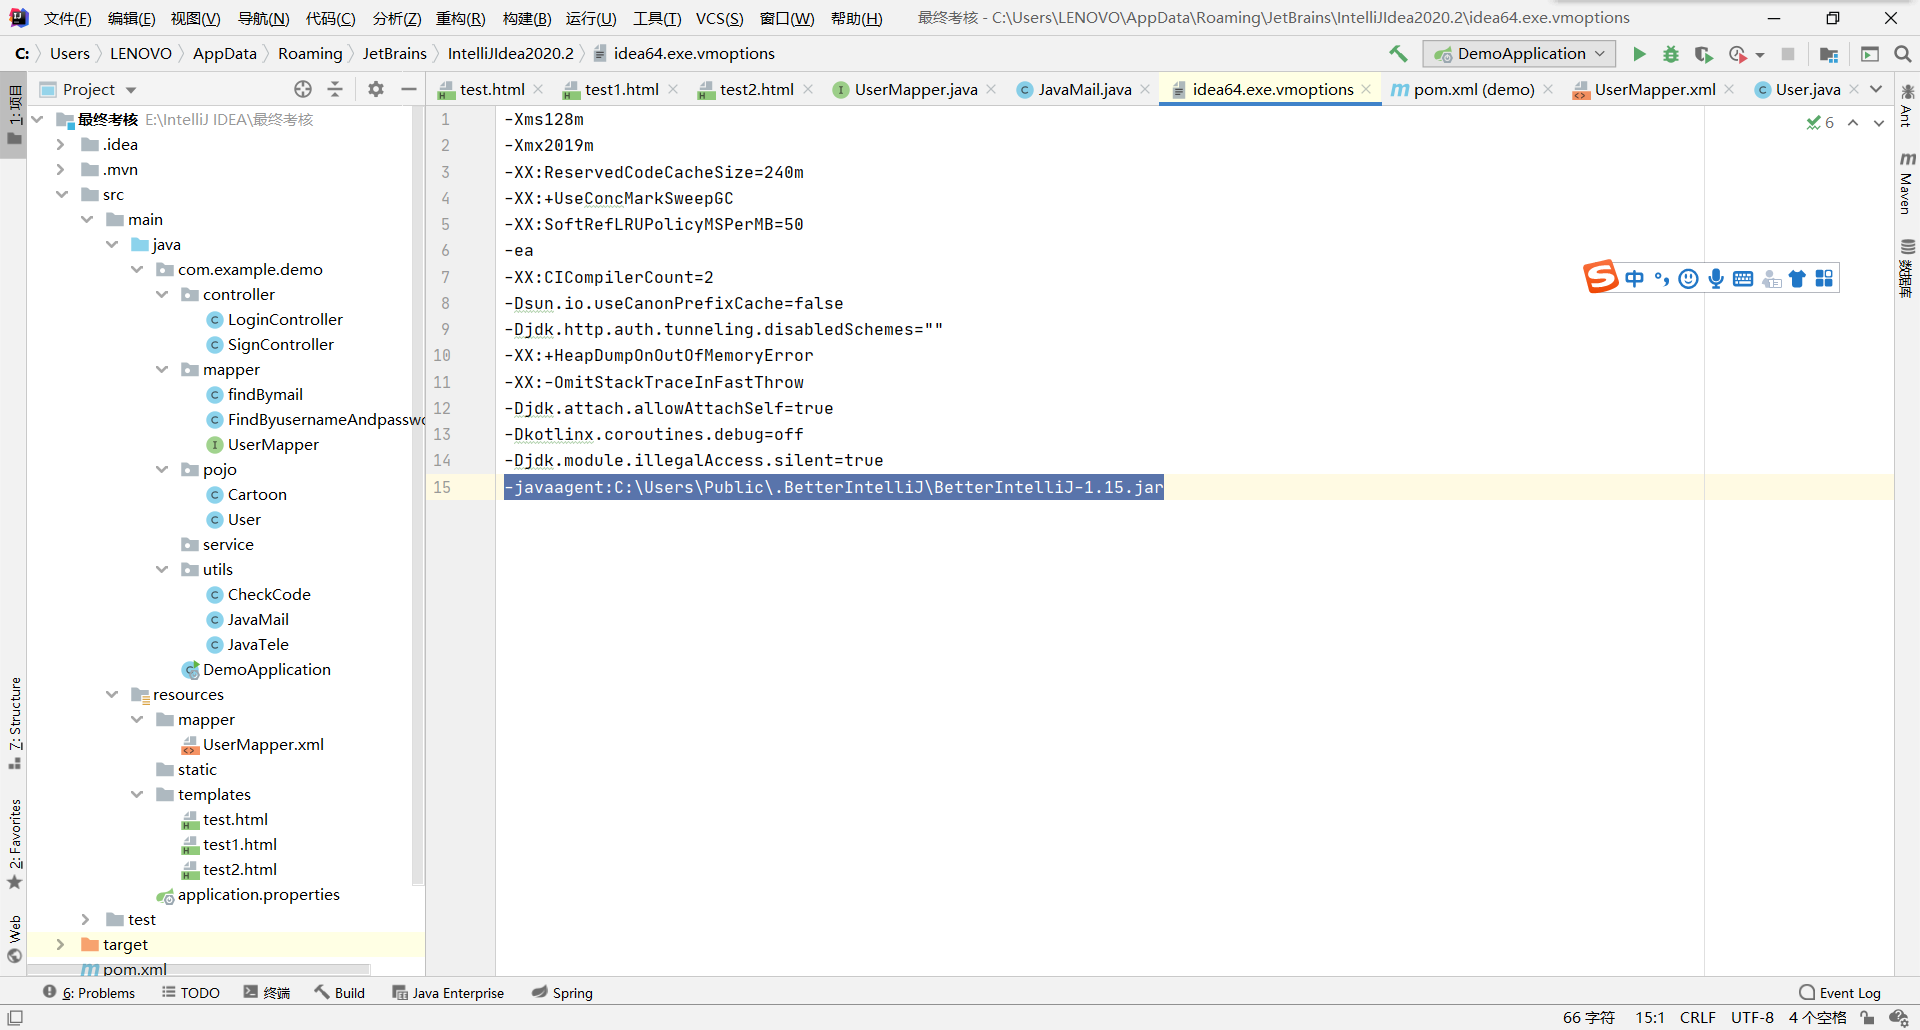 文件(F) 编辑(E) 视图(V) 导航(N) 代码(C) 分析(Z) 重构(R) 构建(B) 运行(U) 工具(T) VCS(S) 窗口(W) 帮助(H) 最终考核 - C:\Users\LENOVO\AppData\Roaming\JetBrains\IntelliJIdea2020.2\idea64.exe.vmoptions
C: Users LENOVO AppData Roaming JetBrains IntelliJIdea2020.2 idea64.exe.vmoptions DemoApplication
Project
test.html test1.html test2.html UserMapper.java JavaMail.java idea64.exe.vmoptions pom.xml (demo) UserMapper.xml User.java
1: 项目
7: Structure
2: Favorites
Web
最终考核 E:\IntelliJ IDEA\最终考核
.idea
.mvn
src
main
java
com.example.demo
controller
LoginController
SignController
mapper
findBymail
FindByusernameAndpassw
UserMapper
pojo
Cartoon
User
service
utils
CheckCode
JavaMail
JavaTele
DemoApplication
resources
mapper
UserMapper.xml
static
templates
test.html
test1.html
test2.html
application.properties
test
target
pom.xml
1 -Xms128m
2 -Xmx2019m
3 -XX:ReservedCodeCacheSize=240m
4 -XX:+UseConcMarkSweepGC
5 -XX:SoftRefLRUPolicyMSPerMB=50
6 -ea
7 -XX:CICompilerCount=2
8 -Dsun.io.useCanonPrefixCache=false
9 -Djdk.http.auth.tunneling.disabledSchemes=""
10 -XX:+HeapDumpOnOutOfMemoryError
11 -XX:-OmitStackTraceInFastThrow
12 -Djdk.attach.allowAttachSelf=true
13 -Dkotlinx.coroutines.debug=off
14 -Djdk.module.illegalAccess.silent=true
15 -javaagent:C:\Users\Public\.BetterIntelliJ\BetterIntelliJ-1.15.jar
6
中
Ant
Maven
数据库
6: Problems TODO 终端 Build Java Enterprise Spring Event Log
66 字符 15:1 CRLF UTF-8 4 个空格